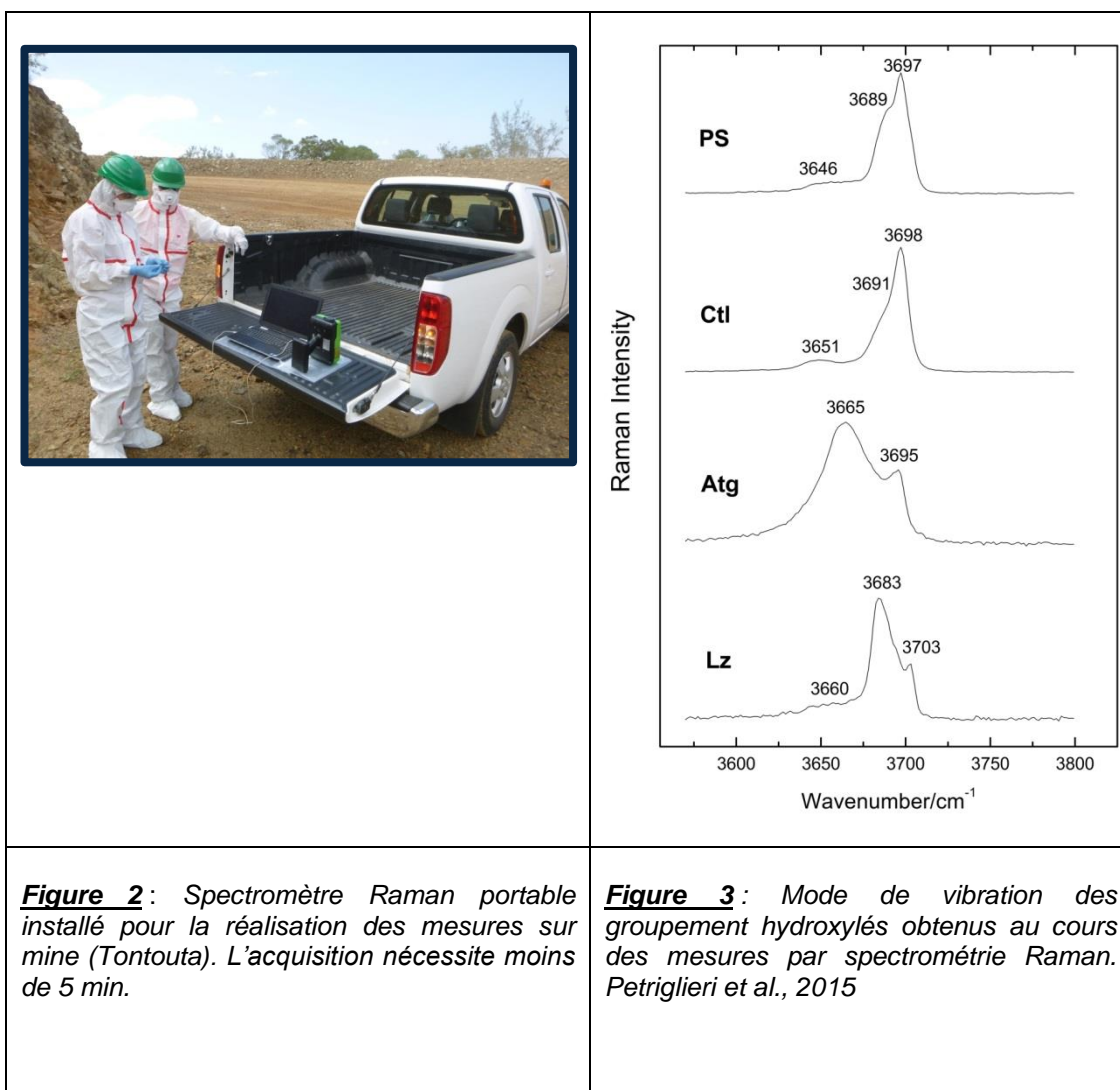 3697
3689
PS
3646
3698
3691
Ctl
3651
3665
3695
Atg
3683
3703
Lz
3660
Raman Intensity
3600 3650 3700 3750 3800
Wavenumber/cm-1
Figure 2 : Spectromètre Raman portable
installé pour la réalisation des mesures sur
mine (Tontouta). L’acquisition nécessite moins
de 5 min.
Figure 3 : Mode de vibration des
groupement hydroxylés obtenus au cours
des mesures par spectrométrie Raman.
Petriglieri et al., 2015